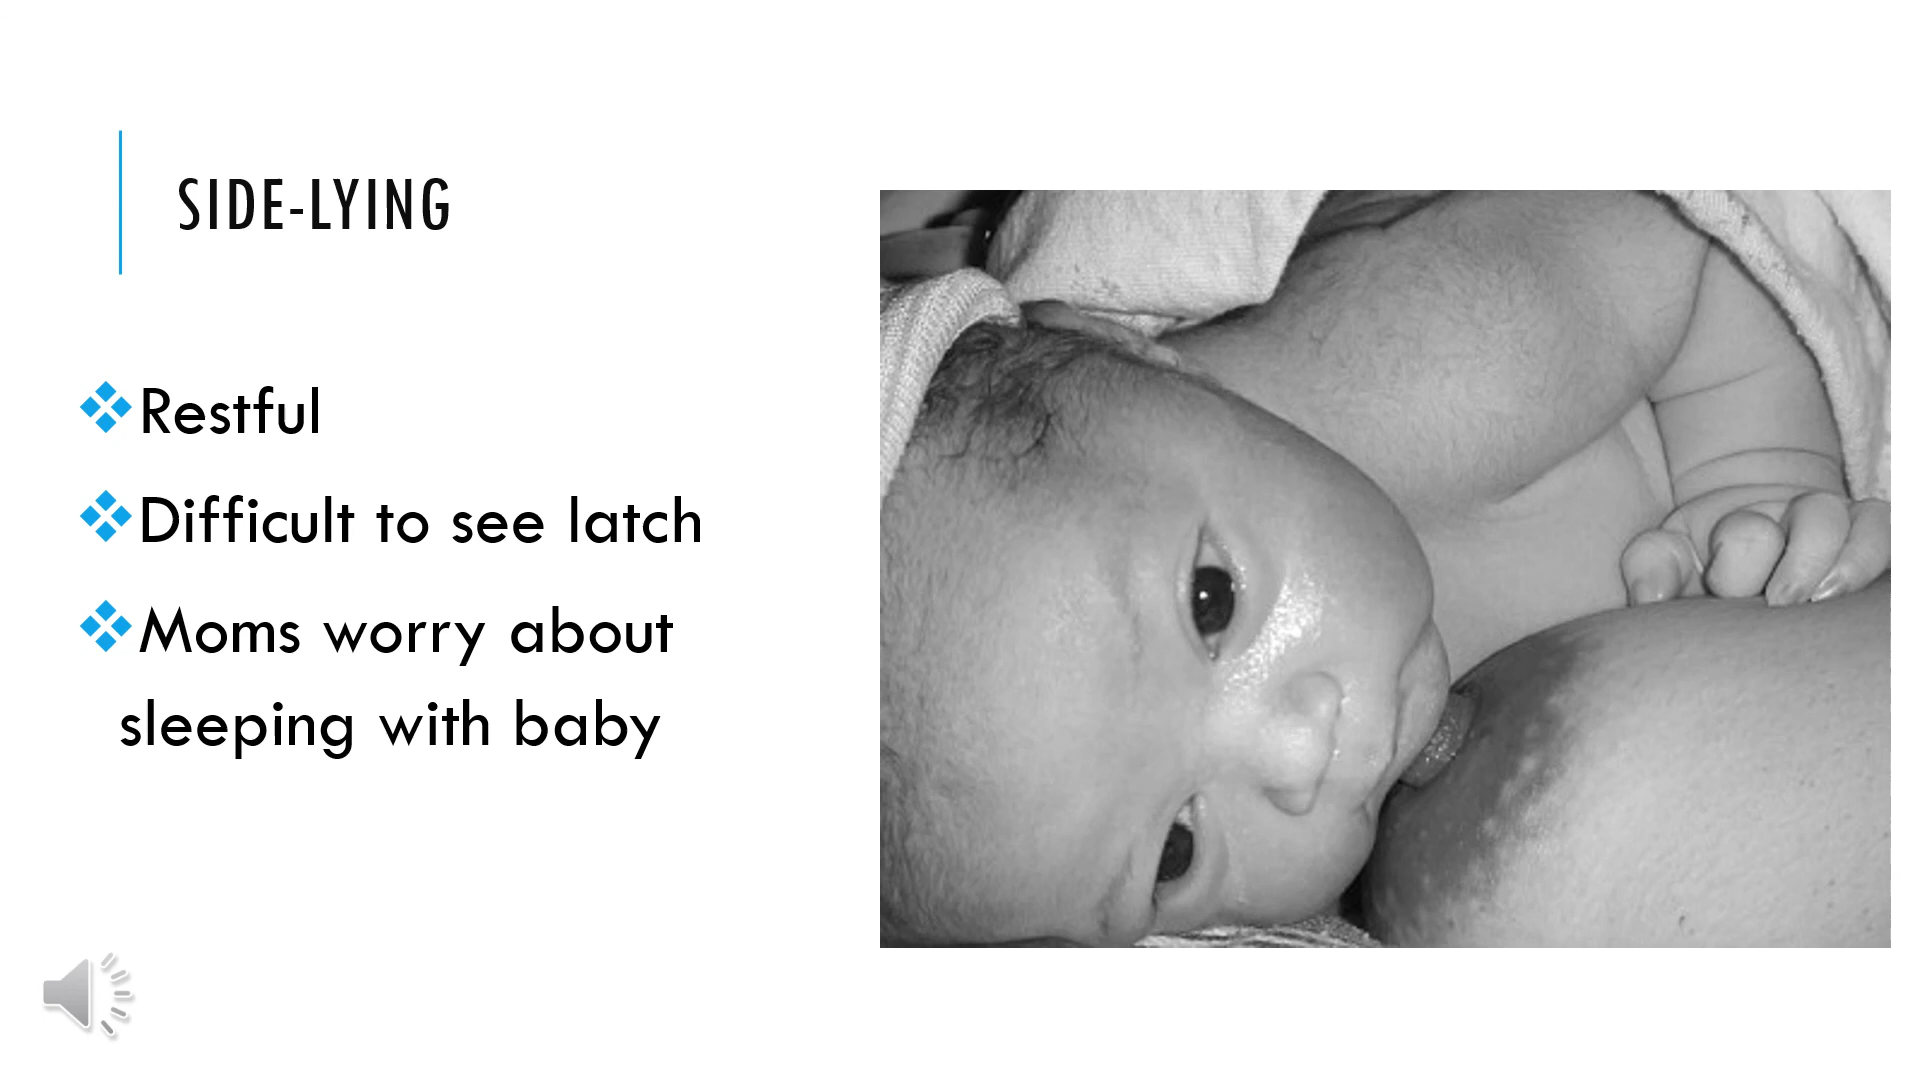 SIDE-LYING
Restful
Difficult to see latch
Moms worry about
sleeping with baby